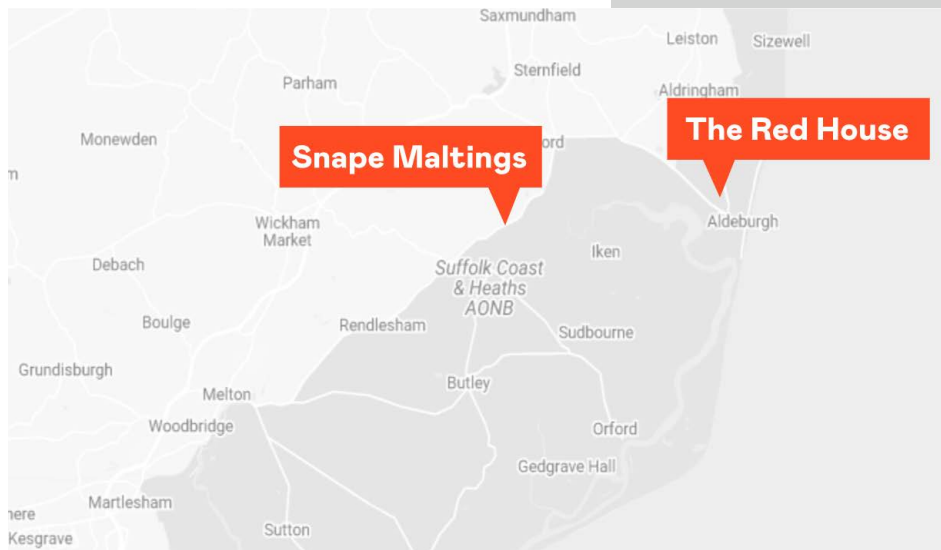 Saxmundham
Leiston
Sizewell
Sternfield
Parham
Aldringham
The Red House
Monewden
ord
Snape Maltings
m
Aldeburgh
Wickham
Market
Iken
Debach
Suffolk Coast
& Heaths
AONB
Boulge
Rendlesham
Sudbourne
Grundisburgh
Butley
Melton
Woodbridge
Orford
Gedgrave Hall
Martlesham
nere
Sutton
Kesgrave